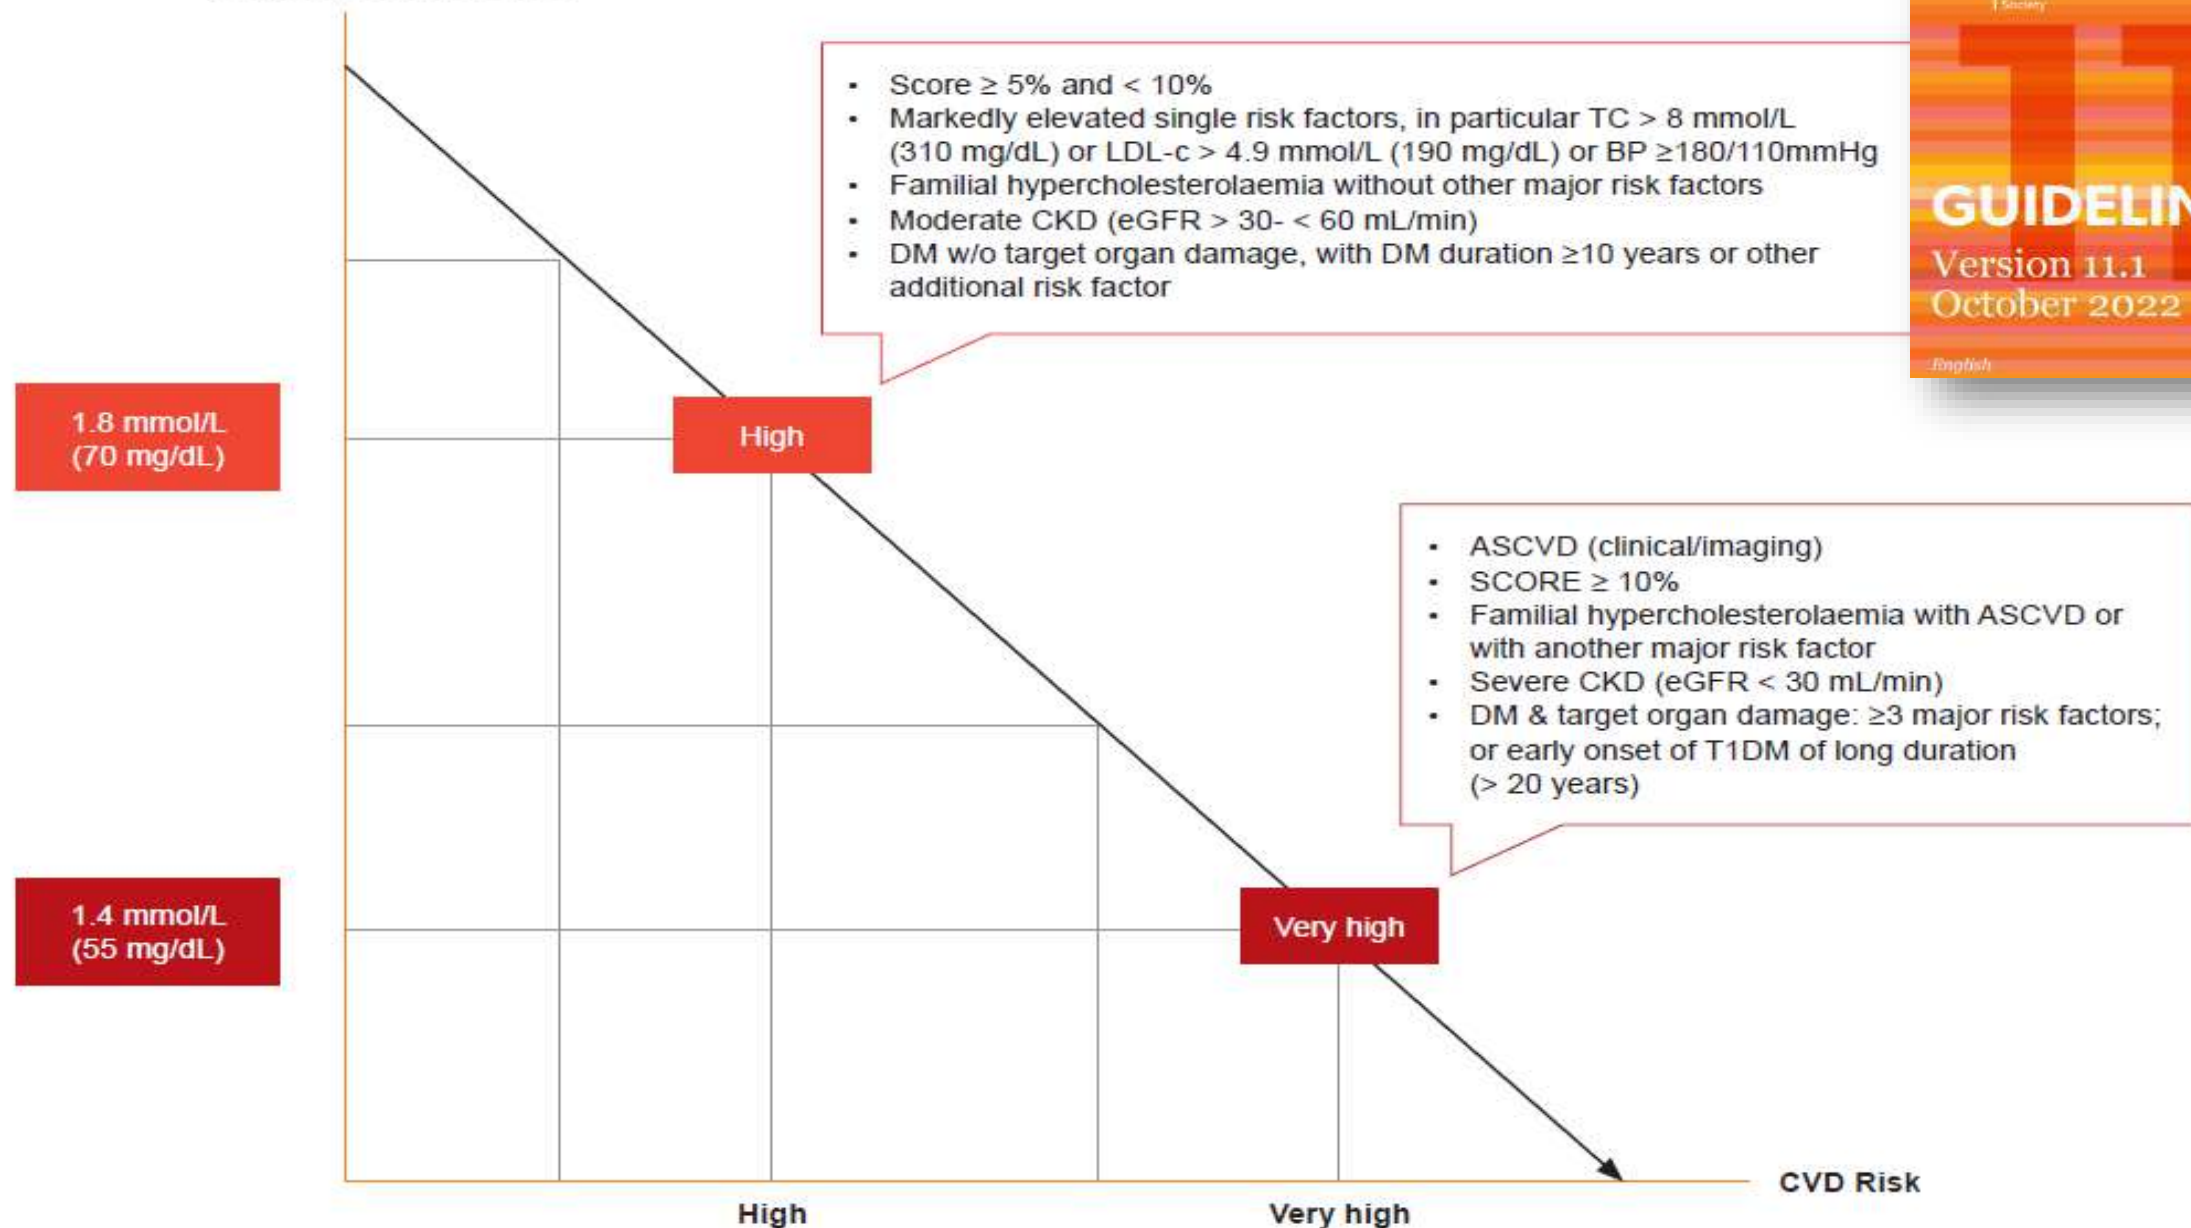 Society
GUIDELIN
Version 11.1
October 2022
English
• Score ≥ 5% and < 10%
• Markedly elevated single risk factors, in particular TC > 8 mmol/L
(310 mg/dL) or LDL-c > 4.9 mmol/L (190 mg/dL) or BP ≥180/110mmHg
• Familial hypercholesterolaemia without other major risk factors
• Moderate CKD (eGFR > 30- < 60 mL/min)
• DM w/o target organ damage, with DM duration ≥10 years or other
additional risk factor
1.8 mmol/L
(70 mg/dL)
High
• ASCVD (clinical/imaging)
• SCORE ≥ 10%
• Familial hypercholesterolaemia with ASCVD or
with another major risk factor
• Severe CKD (eGFR < 30 mL/min)
• DM & target organ damage: ≥3 major risk factors;
or early onset of T1DM of long duration
(> 20 years)
1.4 mmol/L
(55 mg/dL)
Very high
CVD Risk
High
Very high